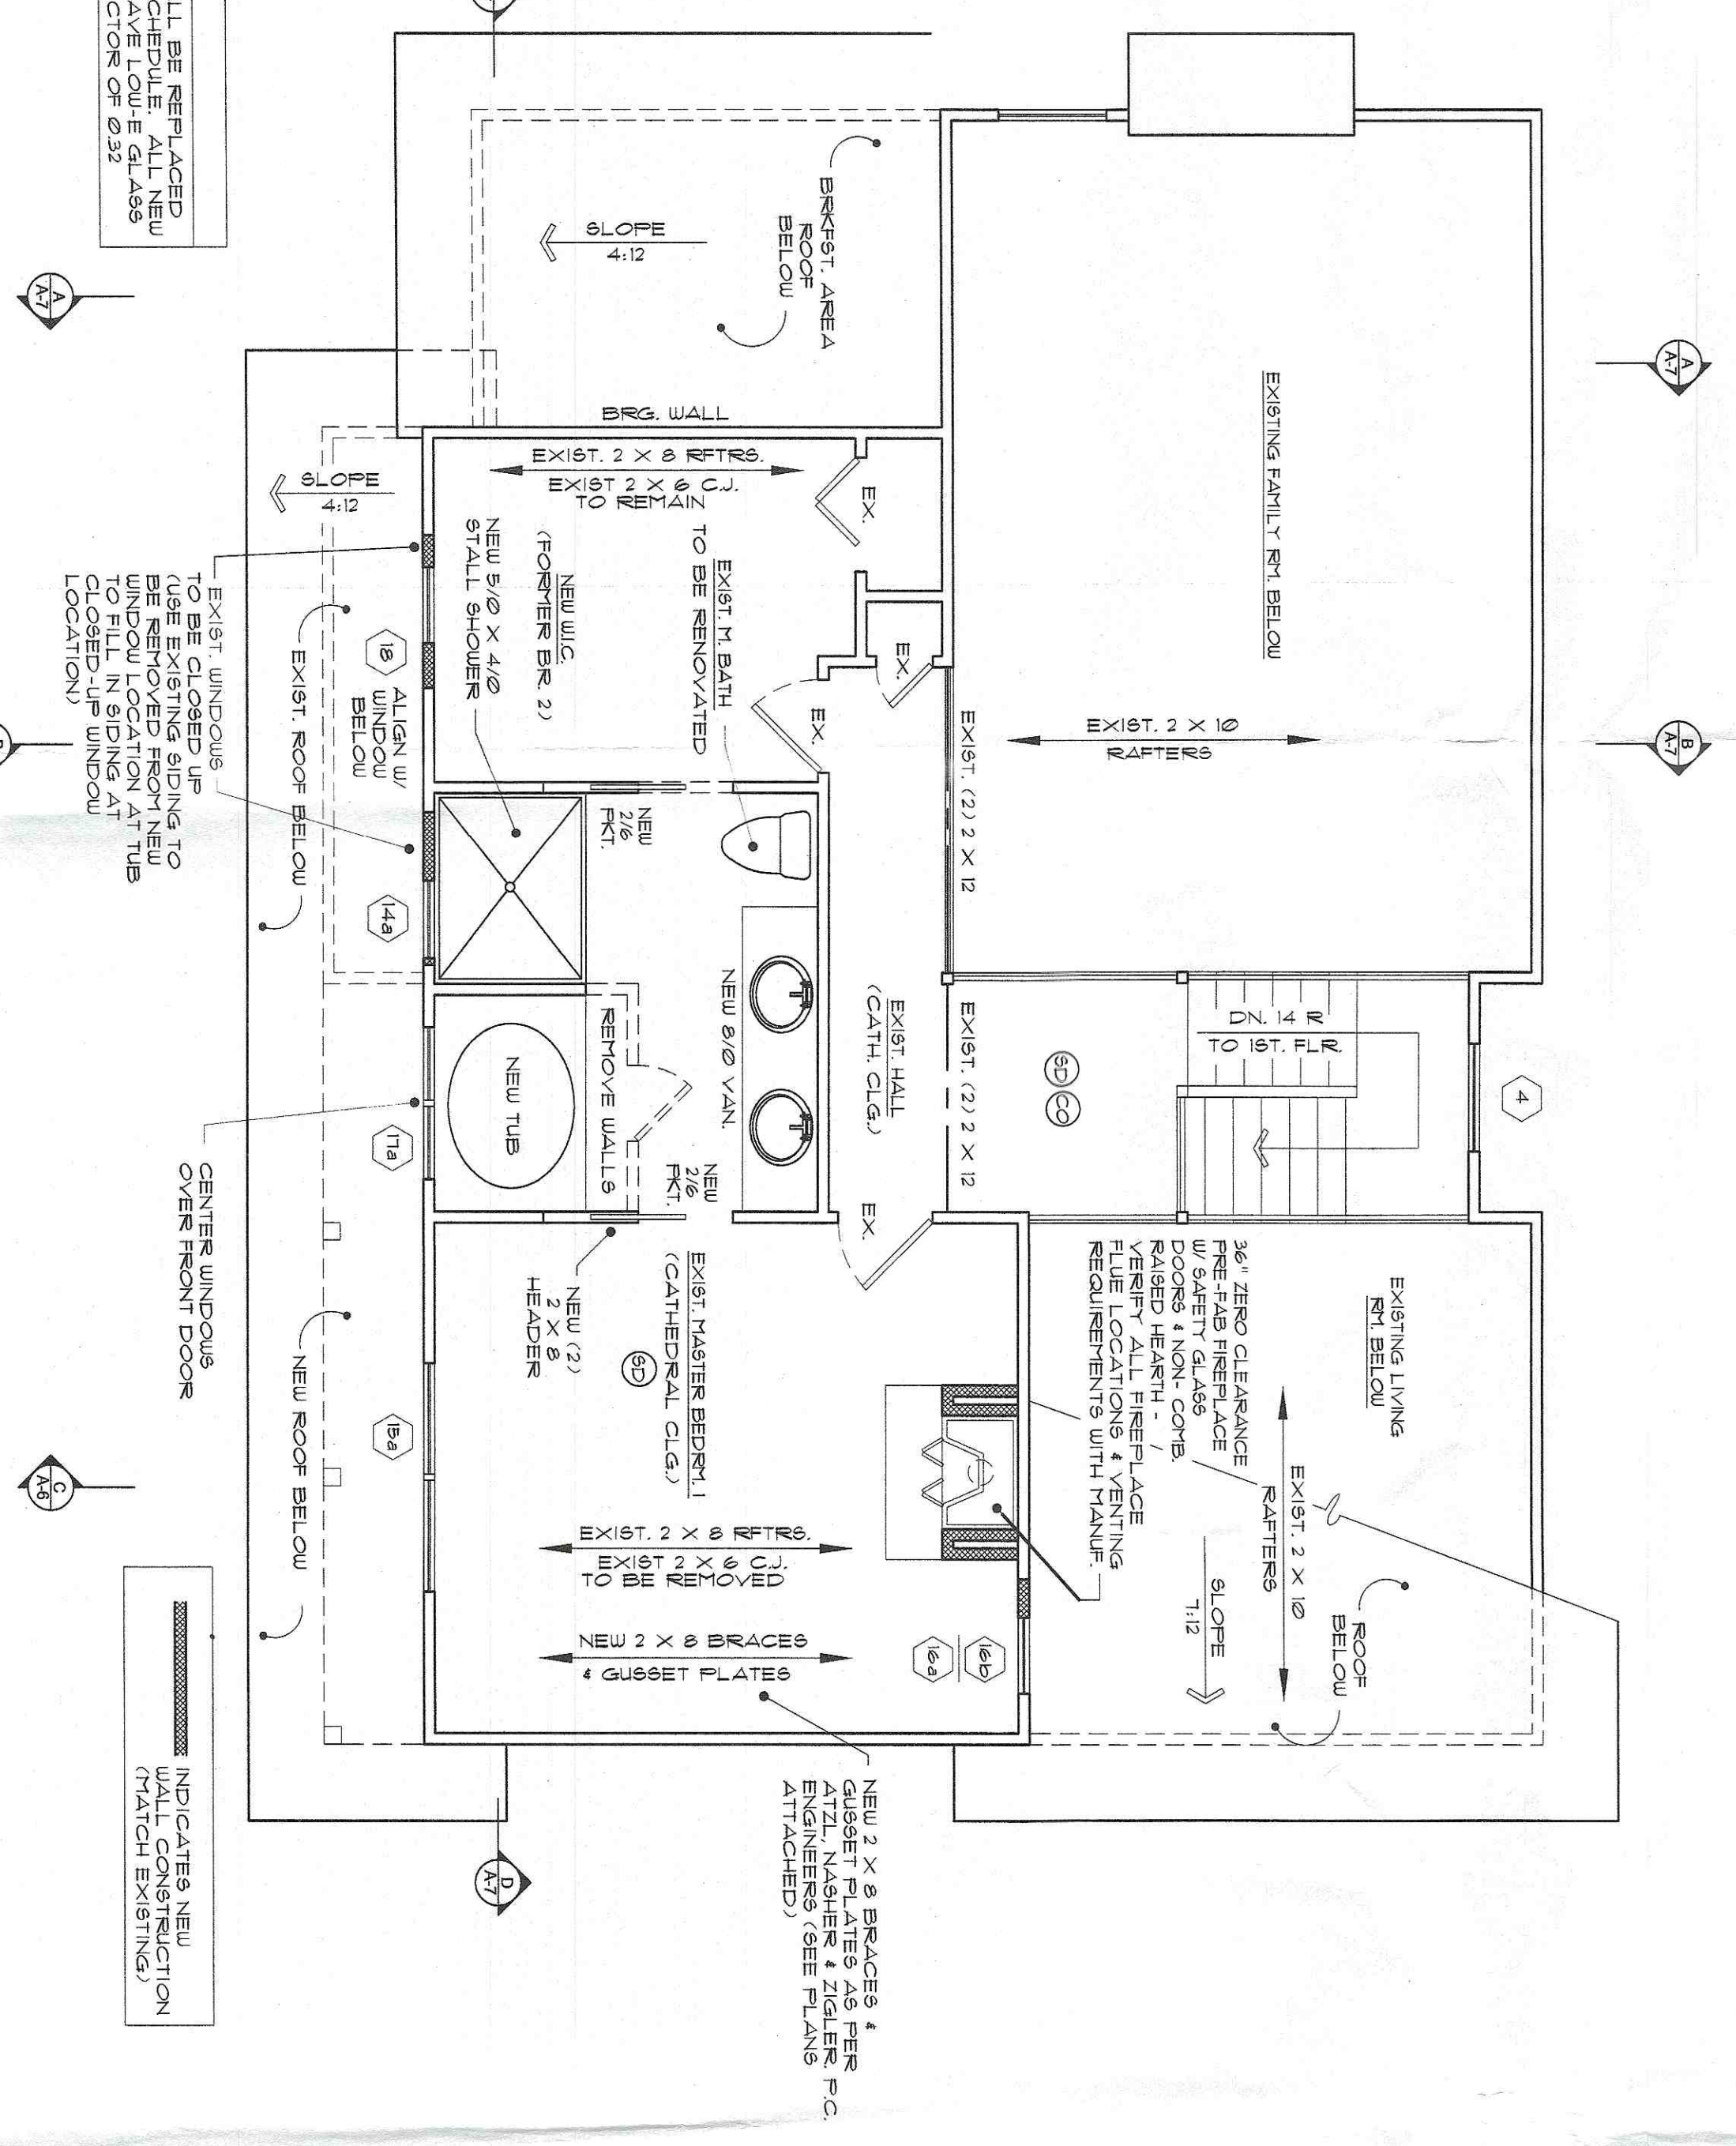 EXISTING FAMILY RM. BELOW
EXIST. 2 X 10
RAFTERS
BRKFST. AREA
ROOF
BELOW
SLOPE
4:12
BRG. WALL
EXIST. 2 X 8 RFTRS.
EXIST 2 X 6 C.J.
TO REMAIN
EX.
EX.
EX.
EXIST. (2) 2 X 12
EXIST. (2) 2 X 12
DN. 14 R
TO 1ST. FLR.
4
SD
CO
EXIST. HALL
(CATH. CLG.)
EX.
EXISTING LIVING
RM. BELOW
EXIST. 2 X 10
RAFTERS
SLOPE
7:12
ROOF
BELOW
36" ZERO CLEARANCE
PRE-FAB FIREPLACE
W/ SAFETY GLASS
DOORS & NON-COMB.
RAISED HEARTH -
VERIFY ALL FIREPLACE
FLUE LOCATIONS & VENTING
REQUIREMENTS WITH MANUF.
16b
16a
EXIST. M. BATH
TO BE RENOVATED
NEW W.I.C.
(FORMER BR. 2)
NEW 5/0 X 4/0
STALL SHOWER
NEW
2/6
PKT.
NEW 8/0 VAN.
REMOVE WALLS
NEW TUB
NEW
2/6
PKT.
EXIST. MASTER BEDRM. 1
(CATHEDRAL CLG.)
SD
NEW (2)
2 X 8
HEADER
EXIST. 2 X 8 RFTRS.
EXIST 2 X 6 C.J.
TO BE REMOVED
NEW 2 X 8 BRACES
& GUSSET PLATES
NEW 2 X 8 BRACES &
GUSSET PLATES AS PER
ATZL, NASHER & ZIGLER P.C.
ENGINEERS (SEE PLANS
ATTACHED)
SLOPE
4:12
18
ALIGN W/
WINDOW
BELOW
14a
17a
15a
EXIST. ROOF BELOW
NEW ROOF BELOW
EXIST. WINDOWS
TO BE CLOSED UP
(USE EXISTING SIDING TO
BE REMOVED FROM NEW
WINDOW LOCATION AT TUB
TO FILL IN SIDING AT
CLOSED-UP WINDOW
LOCATION)
CENTER WINDOWS
OVER FRONT DOOR
INDICATES NEW
WALL CONSTRUCTION
(MATCH EXISTING)
LL BE REPLACED
CHEDULE. ALL NEW
AVE LOW-E GLASS
CTOR OF 0.32
A
A-7
B
A-7
A
A-7
C
A-6
D
A-7